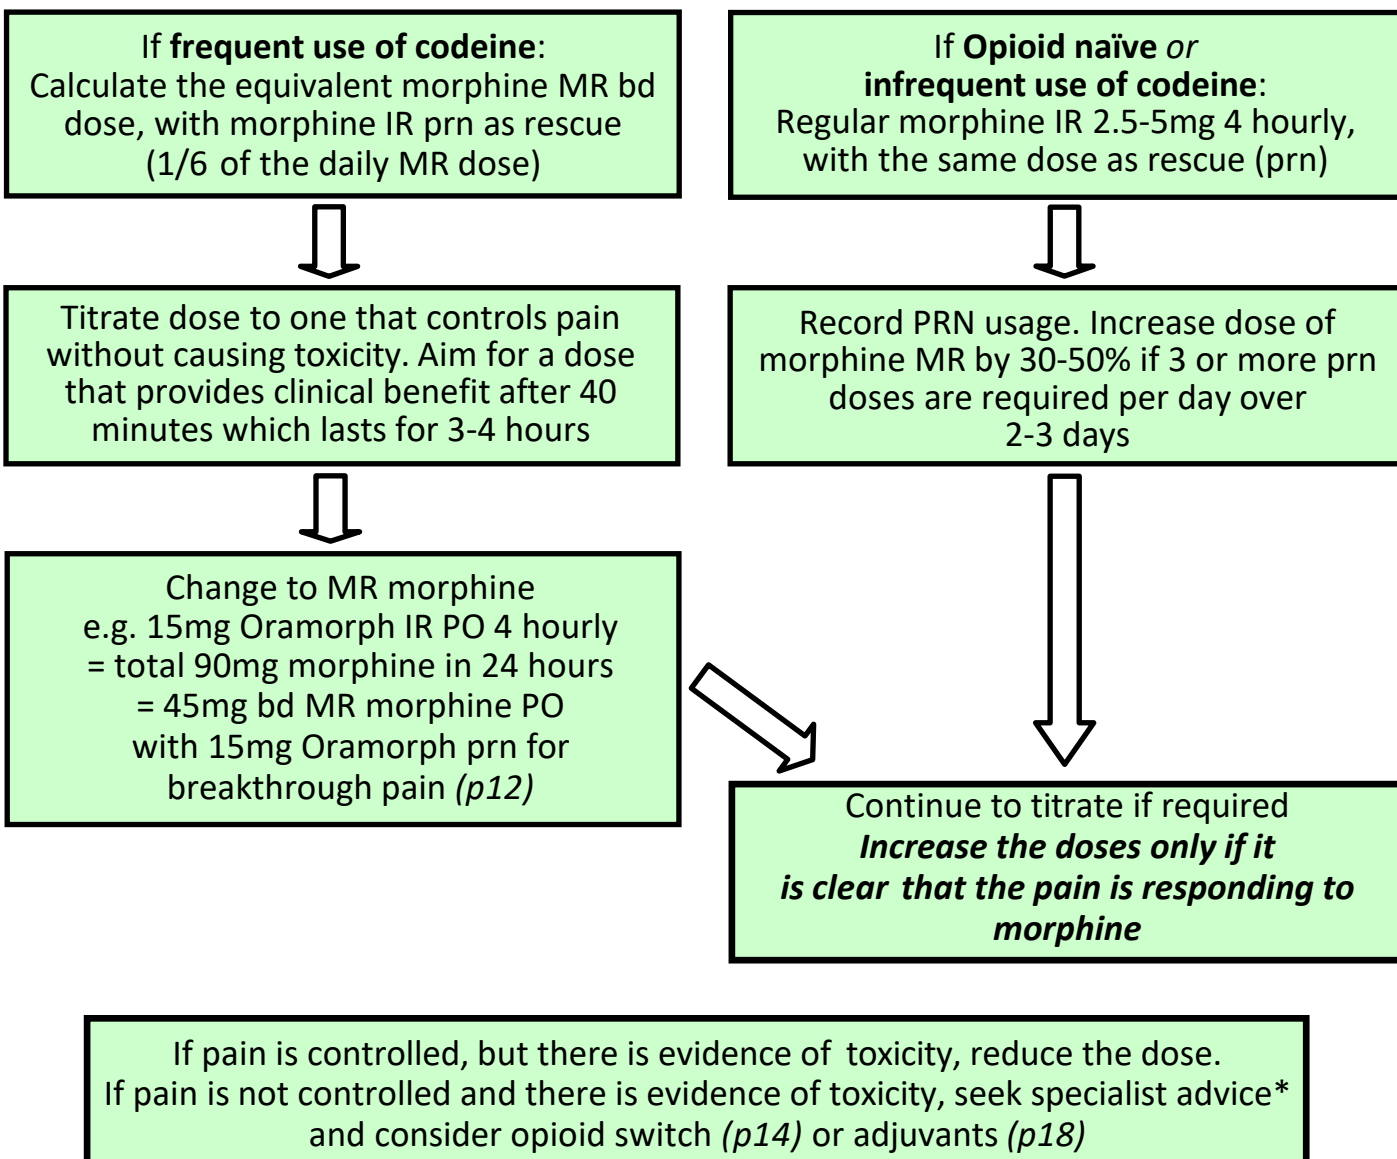 If frequent use of codeine:
Calculate the equivalent morphine MR bd
dose, with morphine IR prn as rescue
(1/6 of the daily MR dose)
If Opioid naïve or
infrequent use of codeine:
Regular morphine IR 2.5-5mg 4 hourly,
with the same dose as rescue (prn)
Titrate dose to one that controls pain
without causing toxicity. Aim for a dose
that provides clinical benefit after 40
minutes which lasts for 3-4 hours
Record PRN usage. Increase dose of
morphine MR by 30-50% if 3 or more prn
doses are required per day over
2-3 days
Change to MR morphine
e.g. 15mg Oramorph IR PO 4 hourly
= total 90mg morphine in 24 hours
= 45mg bd MR morphine PO
with 15mg Oramorph prn for
breakthrough pain (p12)
Continue to titrate if required
Increase the doses only if it
is clear that the pain is responding to
morphine
If pain is controlled, but there is evidence of toxicity, reduce the dose.
If pain is not controlled and there is evidence of toxicity, seek specialist advice*
and consider opioid switch (p14) or adjuvants (p18)